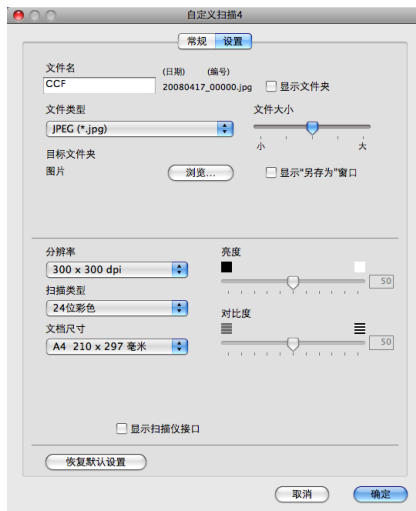 自定义扫描4
常规 设置
文件名 (日期) (编号)
CCF 20080417_00000.jpg 显示文件夹
文件类型 文件大小
JPEG (*.jpg)
小 大
目标文件夹
图片 浏览... 显示“另存为”窗口
分辨率 亮度
300 x 300 dpi 50
扫描类型
24位彩色 对比度
文档尺寸
A4 210 x 297 毫米 50
显示扫描仪接口
恢复默认设置
取消 确定